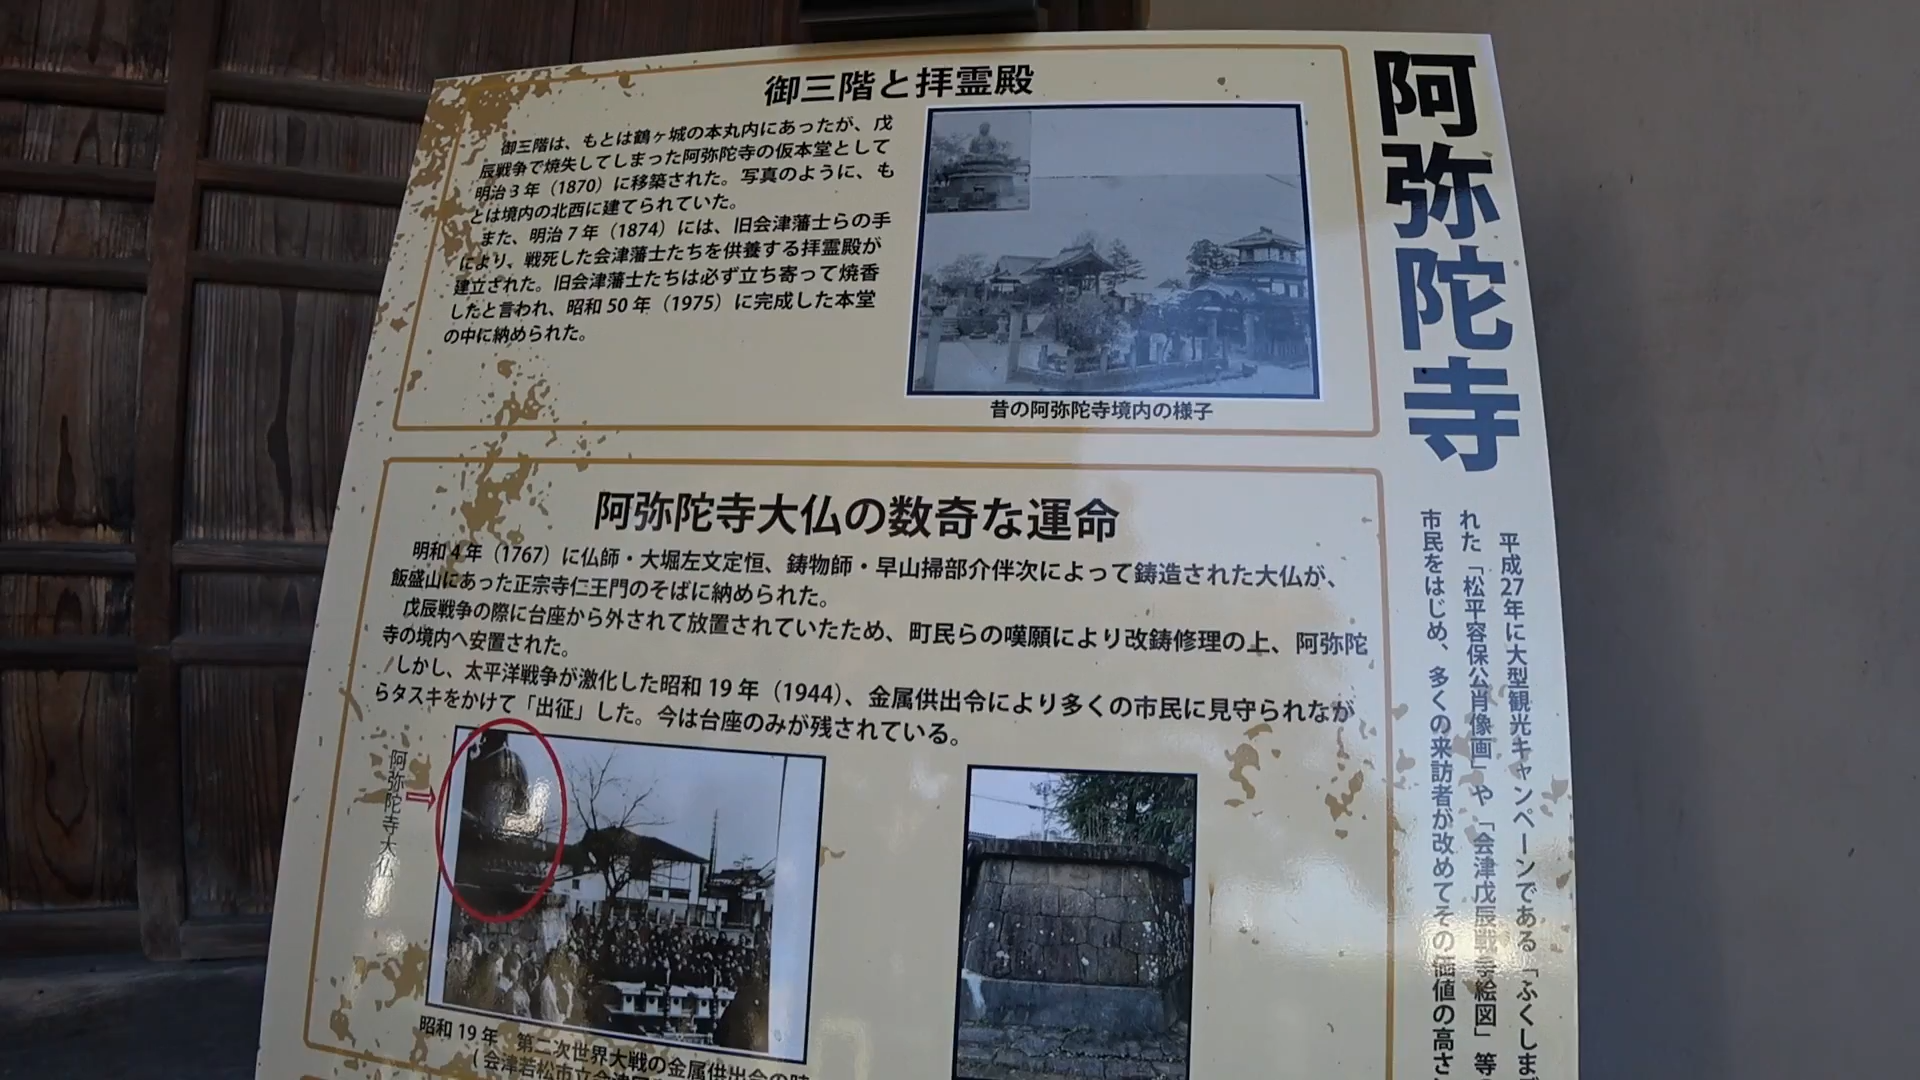 阿弥陀寺
御三階と拝霊殿
御三階は、もとは鶴ヶ城の本丸内にあったが、戊
辰戦争で焼失してしまった阿弥陀寺の仮本堂として
明治3年（1870）に移築された。写真のように、も
とは境内の北西に建てられていた。
また、明治7年（1874）には、旧会津藩士らの手
により、戦死した会津藩士たちを供養する拝霊殿が
建立された。旧会津藩士たちは必ず立ち寄って焼香
したと言われ、昭和50年（1975）に完成した本堂
の中に納められた。
昔の阿弥陀寺境内の様子
阿弥陀寺大仏の数奇な運命
明和4年（1767）に仏師・大堀左文定恒、鋳物師・早山掃部介伴次によって鋳造された大仏が、
飯盛山にあった正宗寺仁王門のそばに納められた。
戊辰戦争の際に台座から外されて放置されていたため、町民らの嘆願により改鋳修理の上、阿弥陀
寺の境内へ安置された。
しかし、太平洋戦争が激化した昭和19年（1944）、金属供出令により多くの市民に見守られなが
らタスキをかけて「出征」した。今は台座のみが残されている。
阿弥陀寺大仏
昭和19年　第二次世界大戦の金属供出令の時
（会津若松市立会津図
平成27年に大型観光キャンペーンである「ふくしまデ
れた「松平容保公肖像画」や「会津戊辰戦争絵図」等
市民をはじめ、多くの来訪者が改めてその価値の高さ